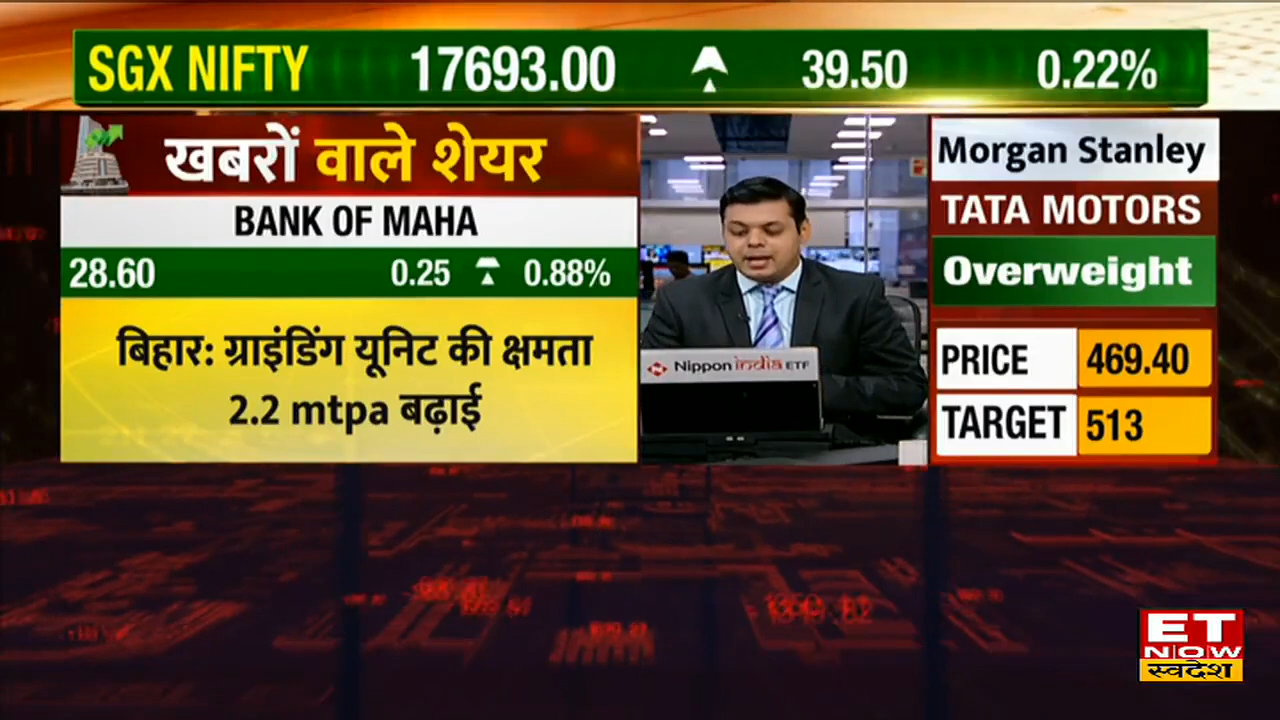 SGX NIFTY 17693.00 39.50 0.22%
खबरों वाले शेयर
BANK OF MAHA
28.60 0.25 0.88%
बिहार: ग्राइंडिंग यूनिट की क्षमता
2.2 mtpa बढ़ाई
Nippon india ETF
Morgan Stanley
TATA MOTORS
Overweight
PRICE 469.40
TARGET 513
ET
NOW
स्वदेश